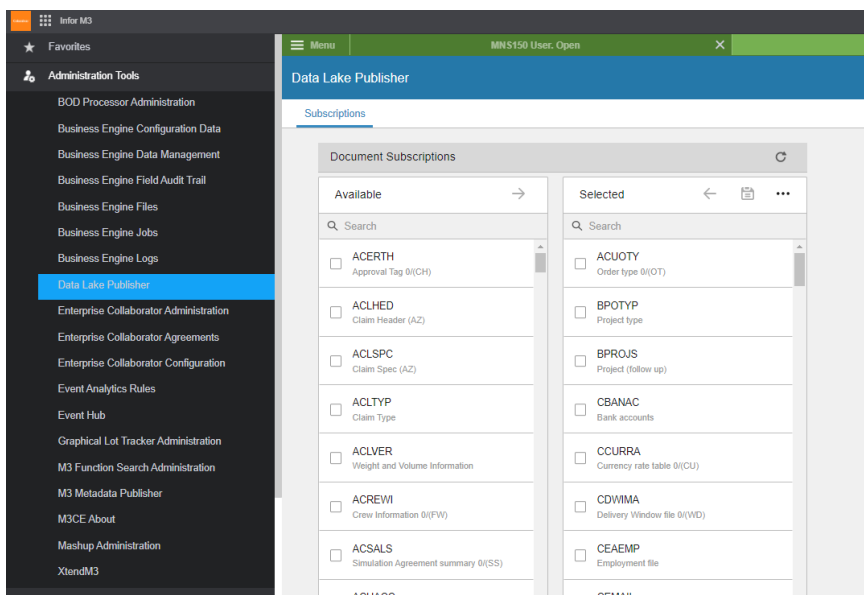 Infor M3
Favorites
Administration Tools
BOD Processor Administration
Business Engine Configuration Data
Business Engine Data Management
Business Engine Field Audit Trail
Business Engine Files
Business Engine Jobs
Business Engine Logs
Data Lake Publisher
Enterprise Collaborator Administration
Enterprise Collaborator Agreements
Enterprise Collaborator Configuration
Event Analytics Rules
Event Hub
Graphical Lot Tracker Administration
M3 Function Search Administration
M3 Metadata Publisher
M3CE About
Mashup Administration
XtendM3
Menu
MNS150 User. Open
Data Lake Publisher
Subscriptions
Document Subscriptions
Available
Search
ACERTH
Approval Tag 0/(CH)
ACLHED
Claim Header (AZ)
ACLSPC
Claim Spec (AZ)
ACLTYP
Claim Type
ACLVER
Weight and Volume Information
ACREWI
Crew Information 0/(FW)
ACSALS
Simulation Agreement summary 0/(SS)
Selected
Search
ACUOTY
Order type 0/(OT)
BPOTYP
Project type
BPROJS
Project (follow up)
CBANAC
Bank accounts
CCURRA
Currency rate table 0/(CU)
CDWIMA
Delivery Window file 0/(WD)
CEAEMP
Employment file